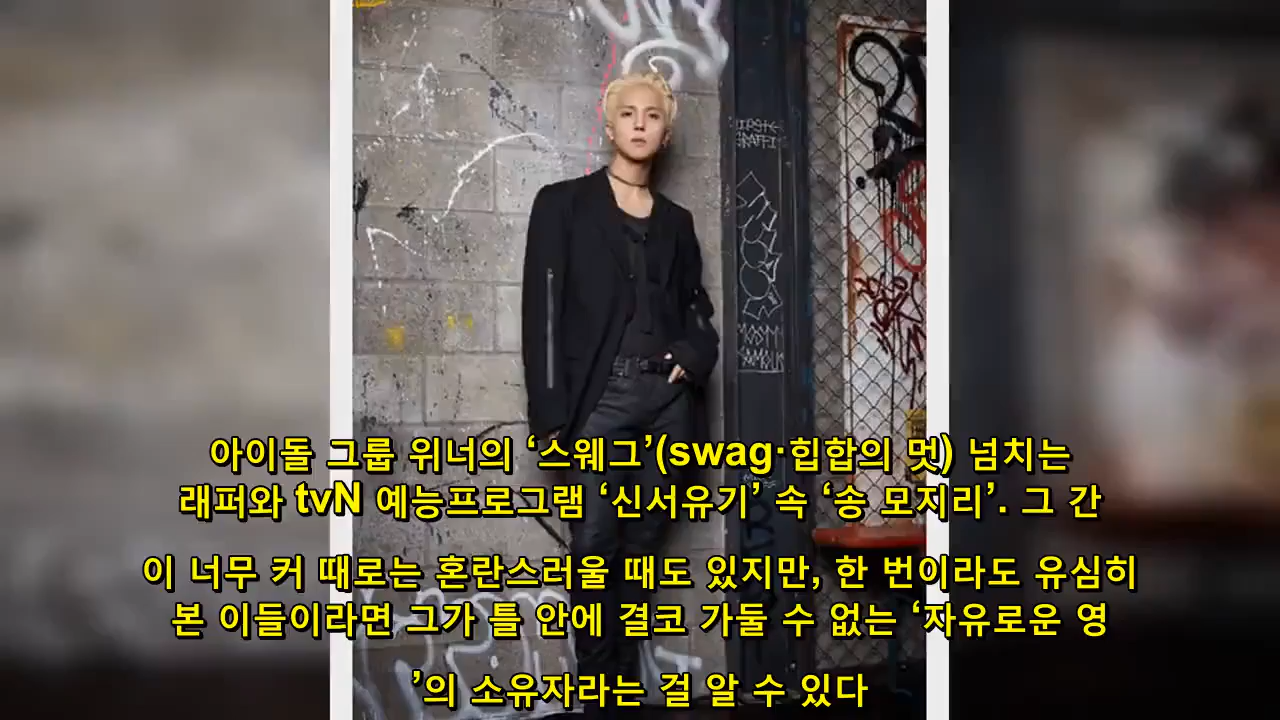 아이돌 그룹 위너의 ‘스웨그’(swag·힙합의 멋) 넘치는
래퍼와 tvN 예능프로그램 ‘신서유기’ 속 ‘송 모지리’. 그 간
이 너무 커 때로는 혼란스러울 때도 있지만, 한 번이라도 유심히
본 이들이라면 그가 틀 안에 결코 가둘 수 없는 ‘자유로운 영
’의 소유자라는 걸 알 수 있다